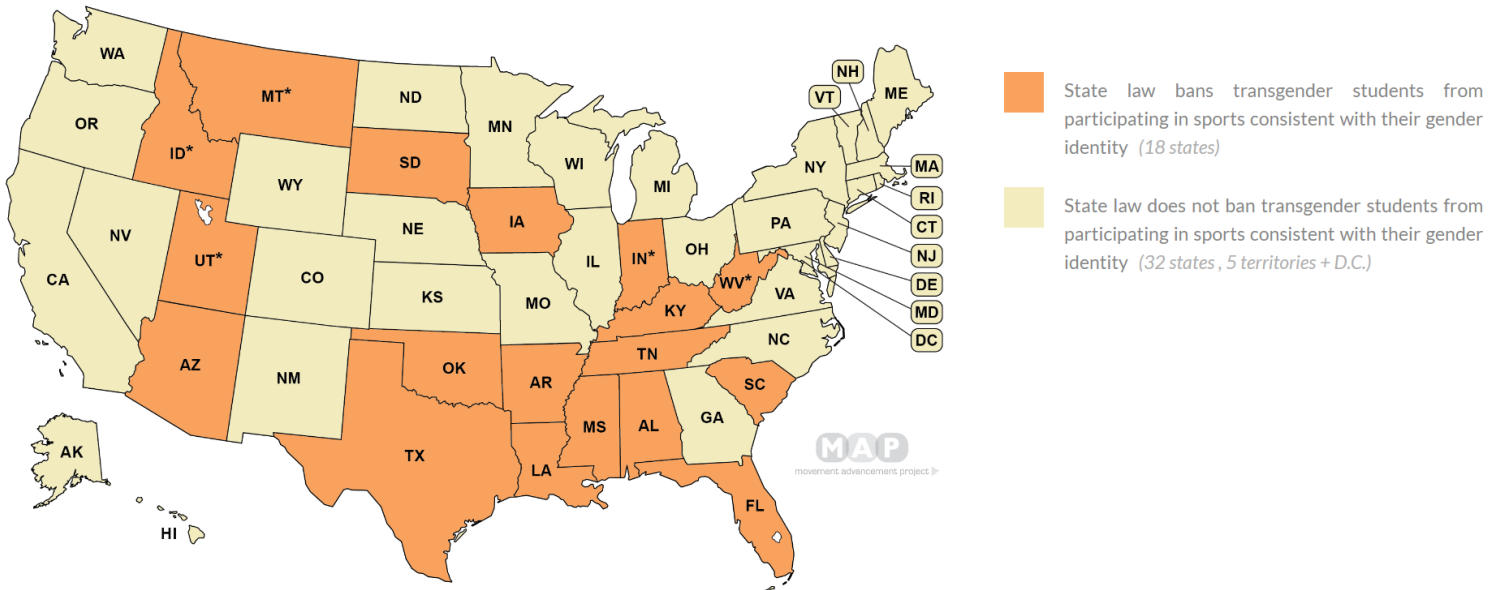 WA
OR
CA
NV
ID*
MT*
WY
UT*
AZ
CO
NM
ND
SD
NE
KS
OK
TX
MN
IA
MO
AR
LA
WI
IL
MI
IN*
OH
KY
TN
MS
AL
GA
FL
SC
NC
VA
WV*
PA
NY
VT
NH
ME
MA
RI
CT
NJ
DE
MD
DC
AK
HI
MAP
movement advancement project
State law bans transgender students from
participating in sports consistent with their gender
identity (18 states)
State law does not ban transgender students from
participating in sports consistent with their gender
identity (32 states , 5 territories + D.C.)